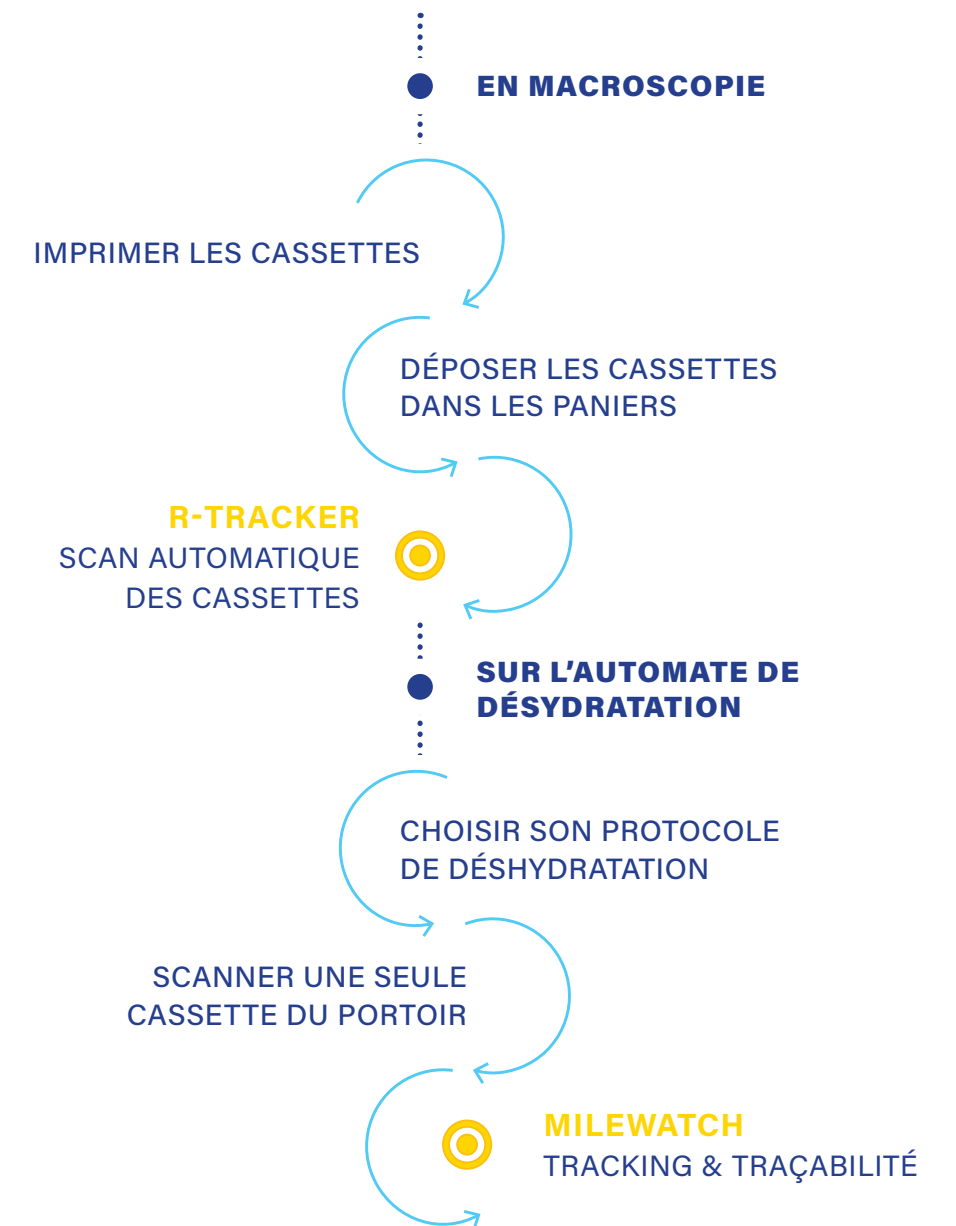 EN MACROSCOPIE
IMPRIMER LES CASSETTES
DÉPOSER LES CASSETTES
DANS LES PANIERS
R-TRACKER
SCAN AUTOMATIQUE
DES CASSETTES
SUR L'AUTOMATE DE
DÉSYDRATATION
CHOISIR SON PROTOCOLE
DE DÉSHYDRATATION
SCANNER UNE SEULE
CASSETTE DU PORTOIR
MILEWATCH
TRACKING & TRAÇABILITÉ